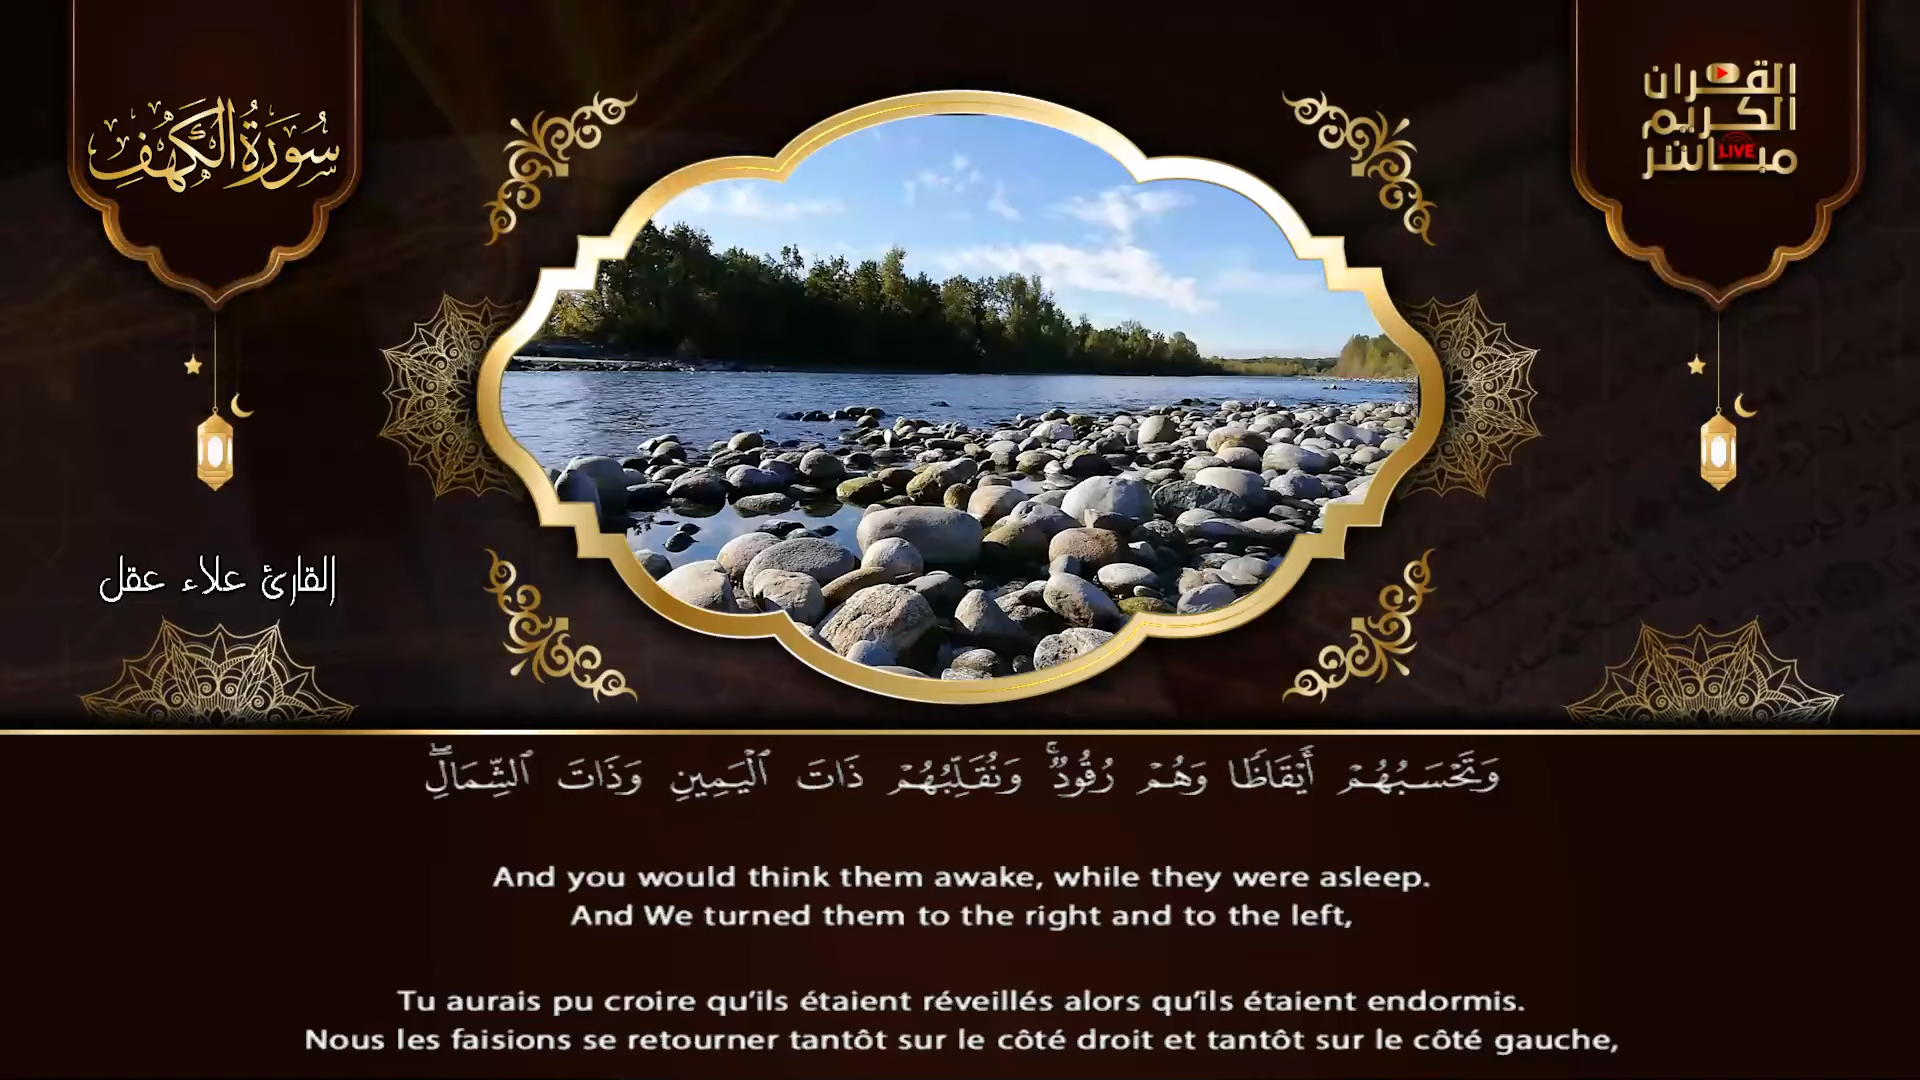 سُورَةُ الْكَهْفِ
القرآن
الكريم
مباشر
LIVE
القارئ علاء عقل
وَتَحْسَبُهُمْ أَيْقَاظًا وَهُمْ رُقُودٌ ۚ وَنُقَلِّبُهُمْ ذَاتَ ٱلْيَمِينِ وَذَاتَ ٱلشِّمَالِ ۖ
And you would think them awake, while they were asleep.
And We turned them to the right and to the left,
Tu aurais pu croire qu’ils étaient réveillés alors qu’ils étaient endormis.
Nous les faisions se retourner tantôt sur le côté droit et tantôt sur le côté gauche,